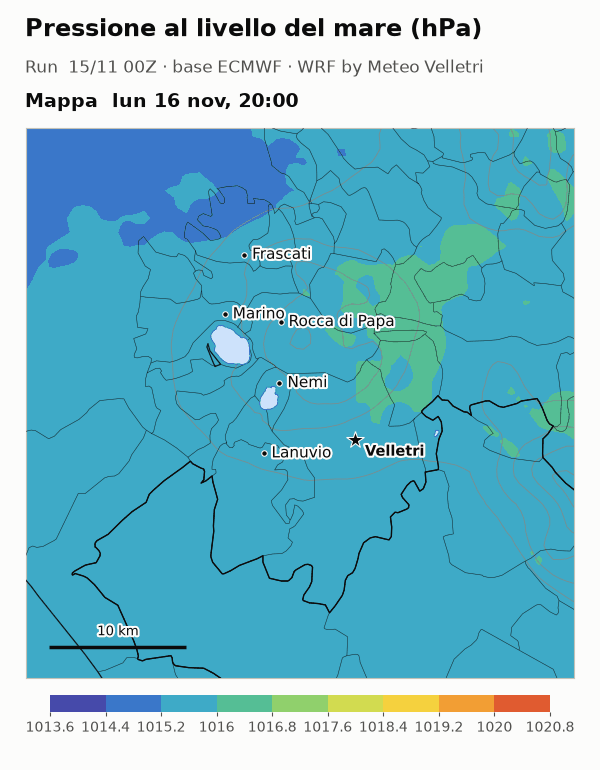 Pressione al livello del mare (hPa)
Run 15/11 00Z · base ECMWF · WRF by Meteo Velletri
Mappa lun 16 nov, 20:00
Frascati
Marino
Rocca di Papa
Nemi
Velletri
Lanuvio
10 km
1013.6 1014.4 1015.2 1016 1016.8 1017.6 1018.4 1019.2 1020 1020.8